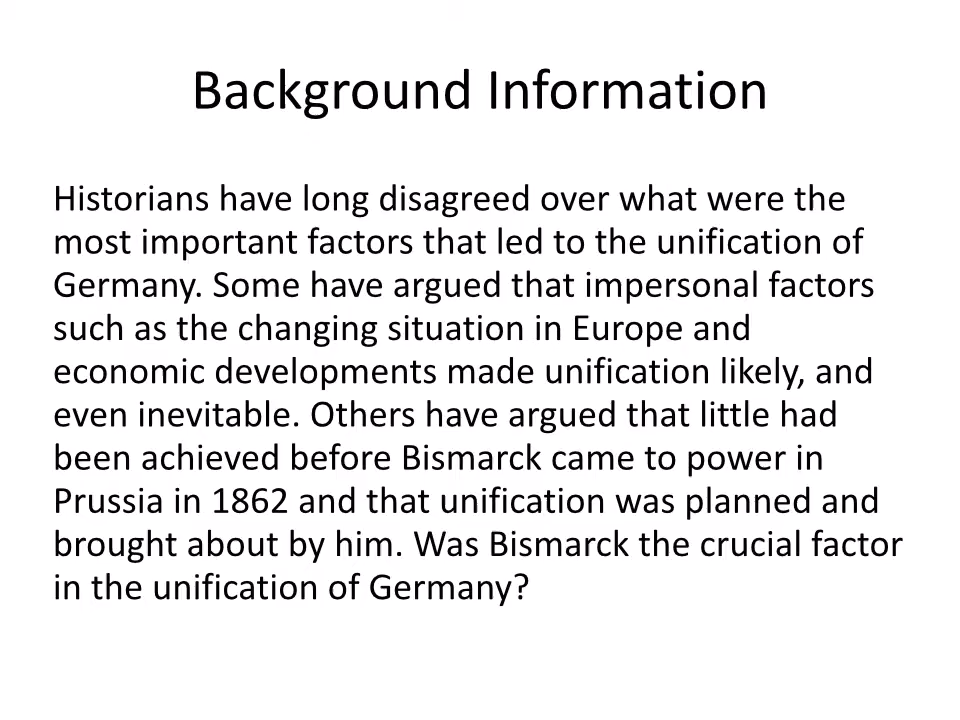 Background Information
Historians have long disagreed over what were the
most important factors that led to the unification of
Germany. Some have argued that impersonal factors
such as the changing situation in Europe and
economic developments made unification likely, and
even inevitable. Others have argued that little had
been achieved before Bismarck came to power in
Prussia in 1862 and that unification was planned and
brought about by him. Was Bismarck the crucial factor
in the unification of Germany?